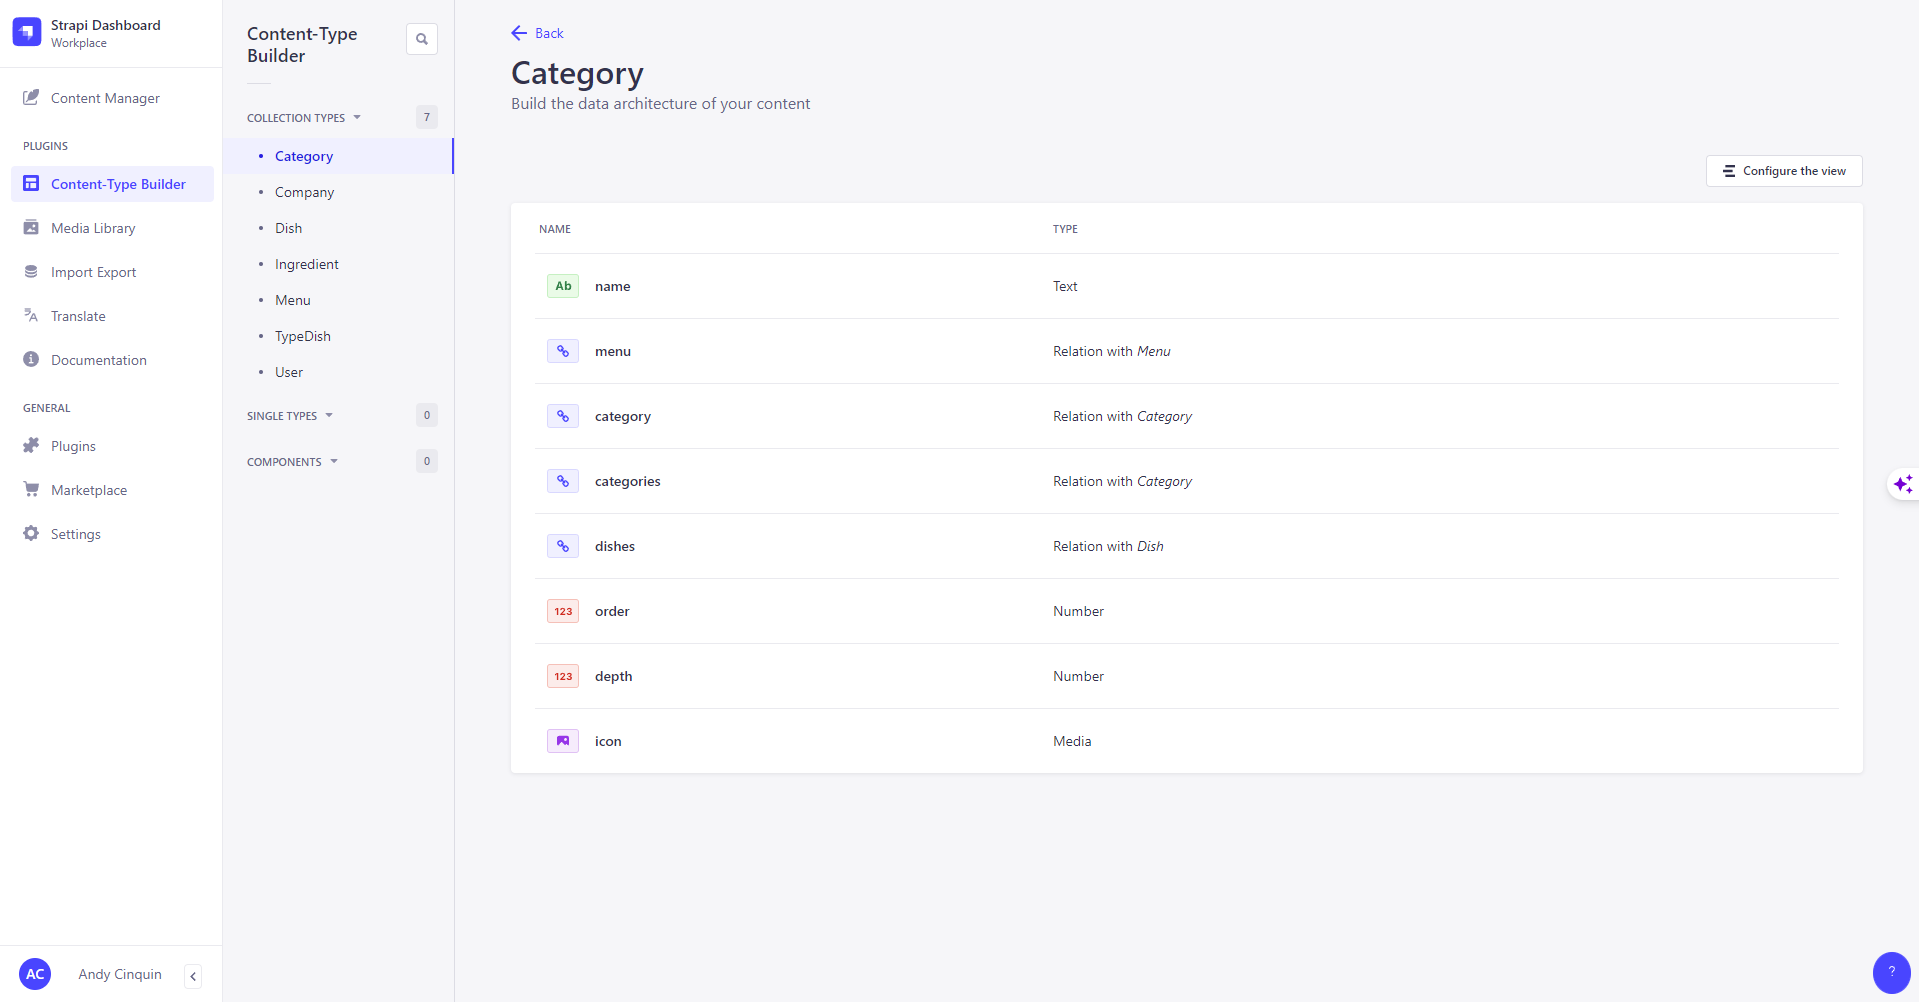 Strapi Dashboard
Workplace
Content Manager
PLUGINS
Content-Type Builder
Media Library
Import Export
Translate
Documentation
GENERAL
Plugins
Marketplace
Settings
AC Andy Cinquin
Content-Type
Builder
COLLECTION TYPES 7
Category
Company
Dish
Ingredient
Menu
TypeDish
User
SINGLE TYPES 0
COMPONENTS 0
Back
Category
Build the data architecture of your content
Configure the view
NAME TYPE
Ab name Text
menu Relation with Menu
category Relation with Category
categories Relation with Category
dishes Relation with Dish
123 order Number
123 depth Number
icon Media
?